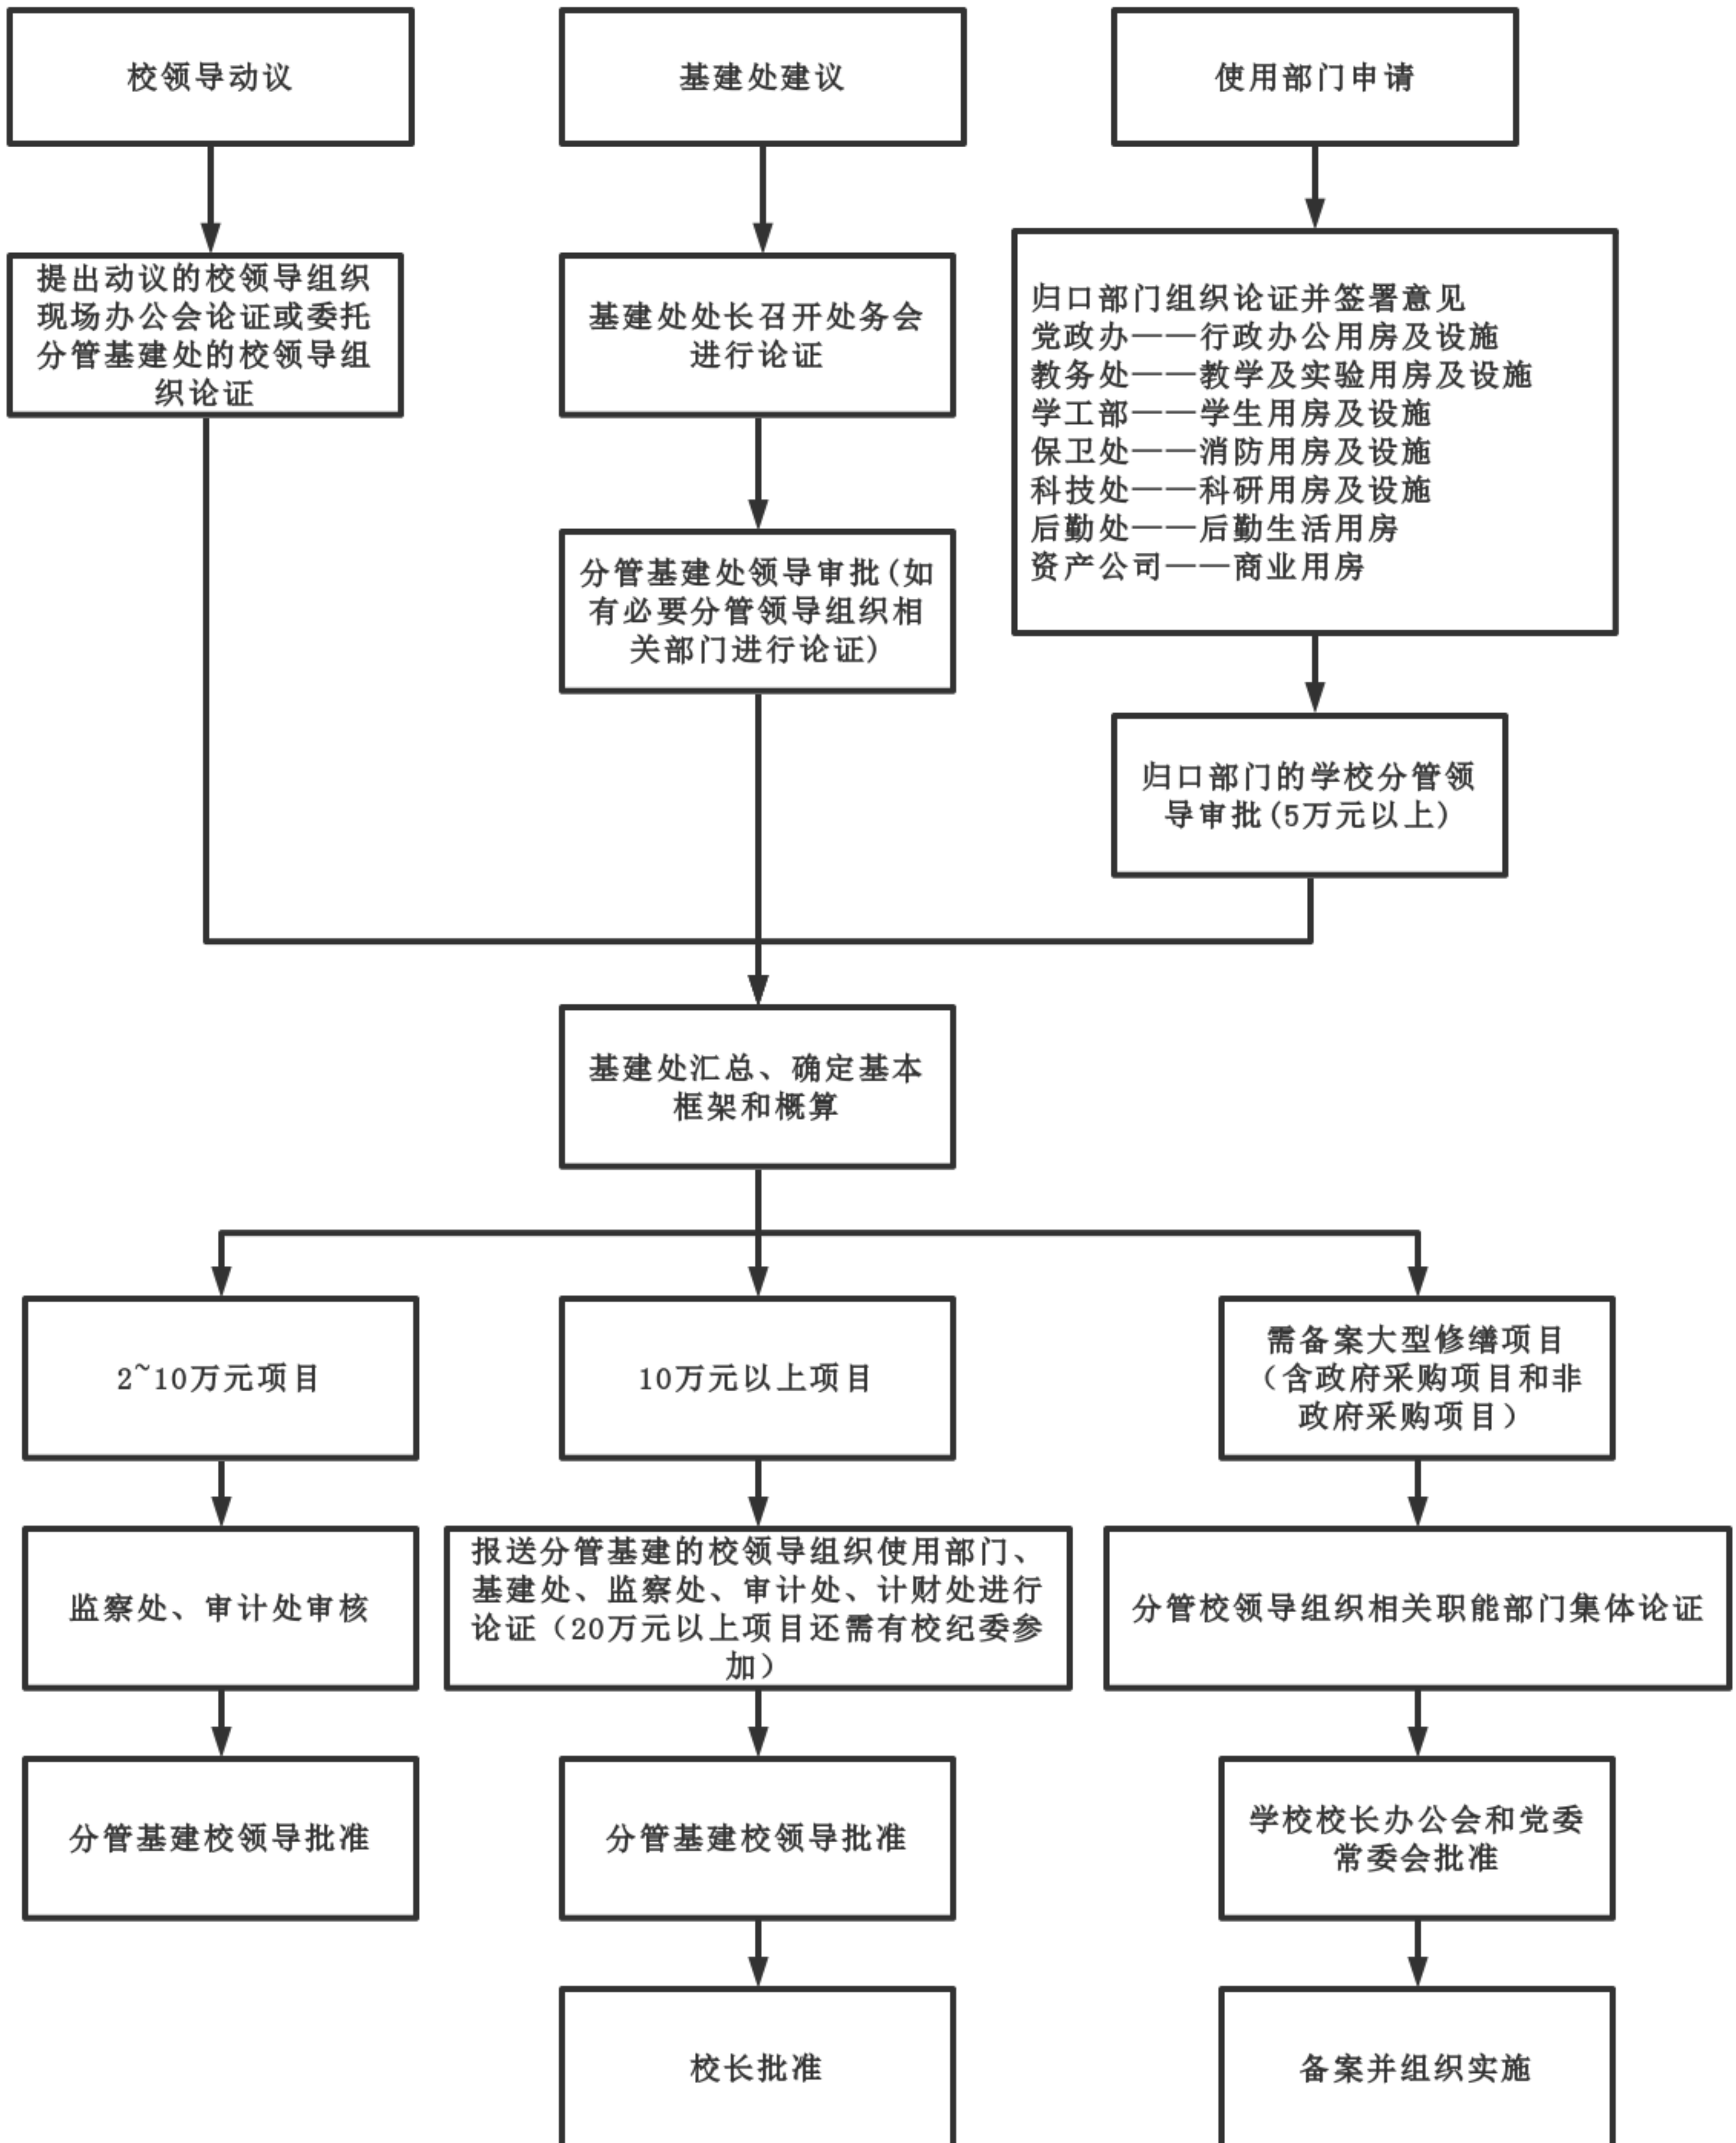 校领导动议
基建处建议
使用部门申请
提出动议的校领导组织
现场办公会论证或委托
分管基建处的校领导组
织论证
基建处处长召开处务会
进行论证
归口部门组织论证并签署意见
党政办——行政办公用房及设施
教务处——教学及实验用房及设施
学工部——学生用房及设施
保卫处——消防用房及设施
科技处——科研用房及设施
后勤处——后勤生活用房
资产公司——商业用房
分管基建处领导审批(如
有必要分管领导组织相
关部门进行论证)
归口部门的学校分管领
导审批(5万元以上)
基建处汇总、确定基本
框架和概算
2~10万元项目
10万元以上项目
需备案大型修缮项目
（含政府采购项目和非
政府采购项目）
监察处、审计处审核
报送分管基建的校领导组织使用部门、
基建处、监察处、审计处、计财处进行
论证（20万元以上项目还需有校纪委参
加）
分管校领导组织相关职能部门集体论证
分管基建校领导批准
分管基建校领导批准
学校校长办公会和党委
常委会批准
校长批准
备案并组织实施